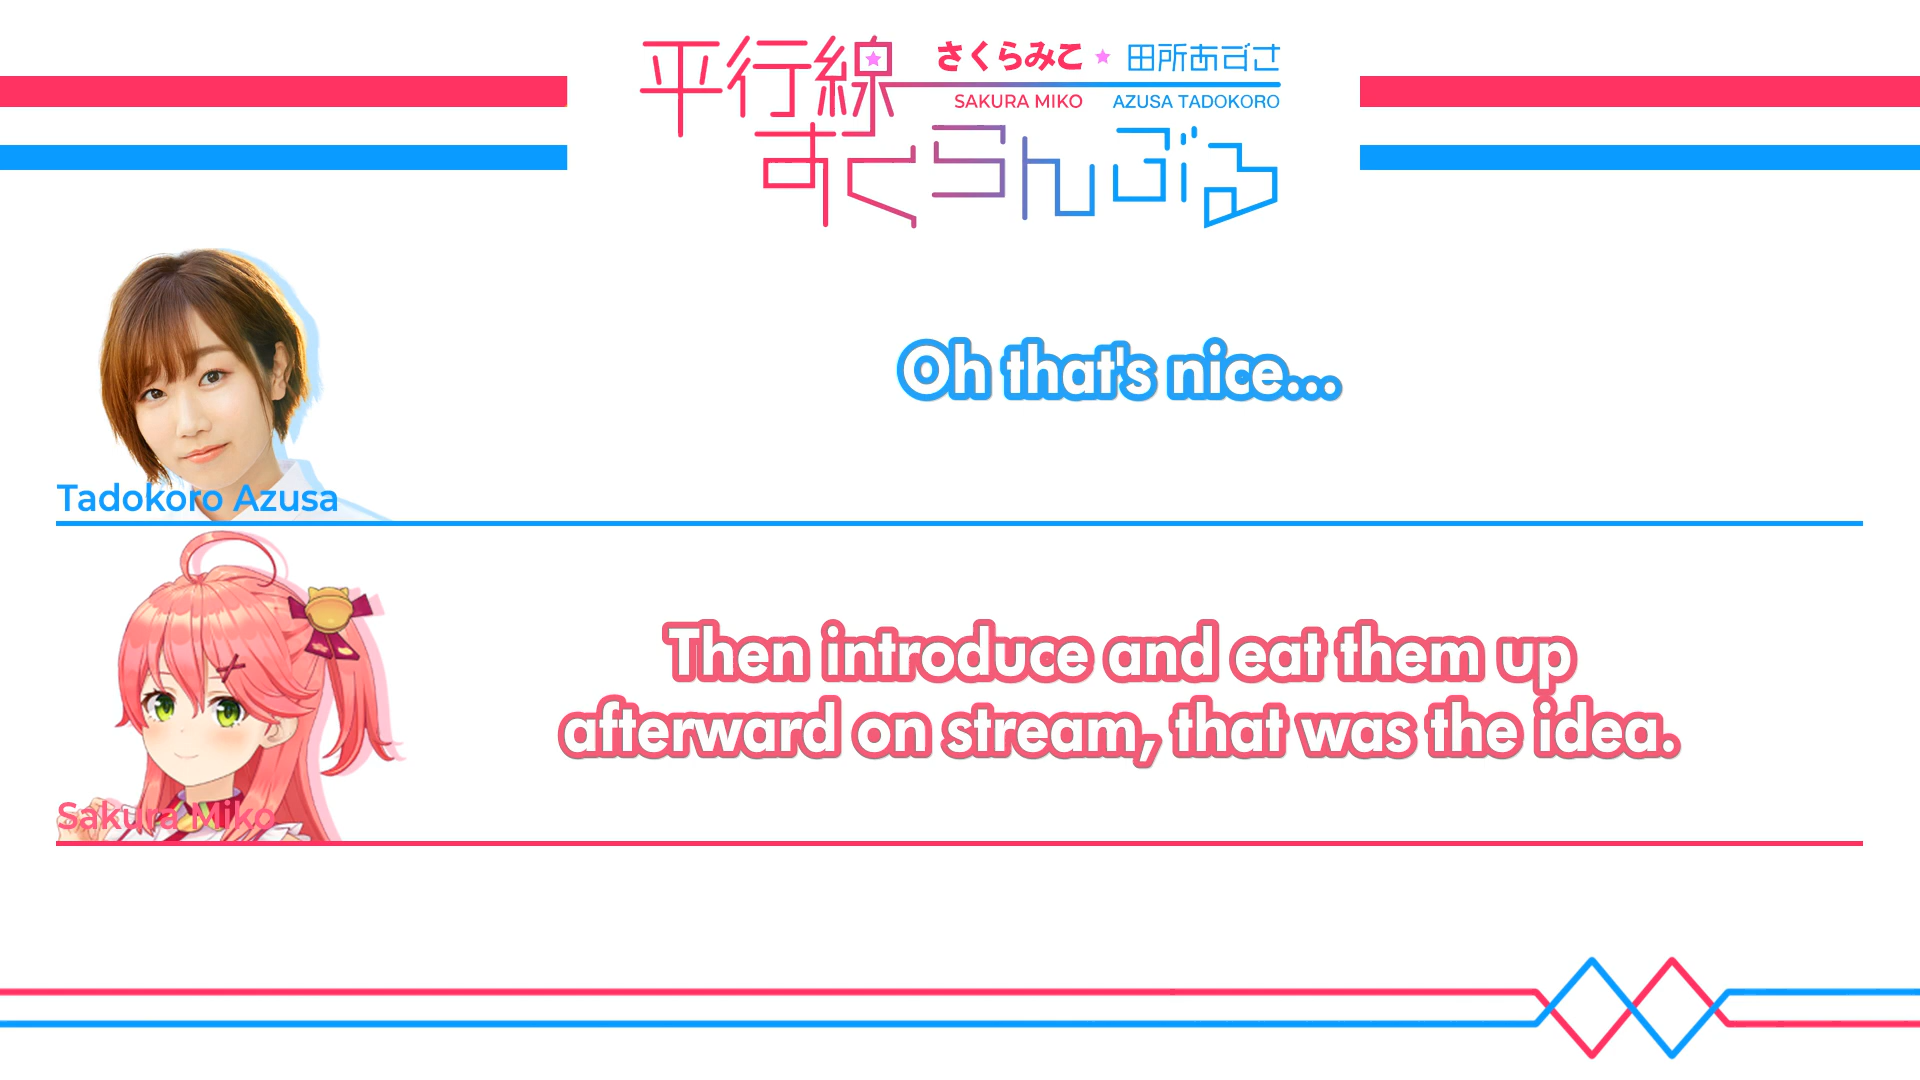 平行線 さくらみこ★田所あずさ
SAKURA MIKO AZUSA TADOKORO
すくらんぶる
Oh that's nice...
Tadokoro Azusa
Then introduce and eat them up
afterward on stream, that was the idea.
Sakura Miko